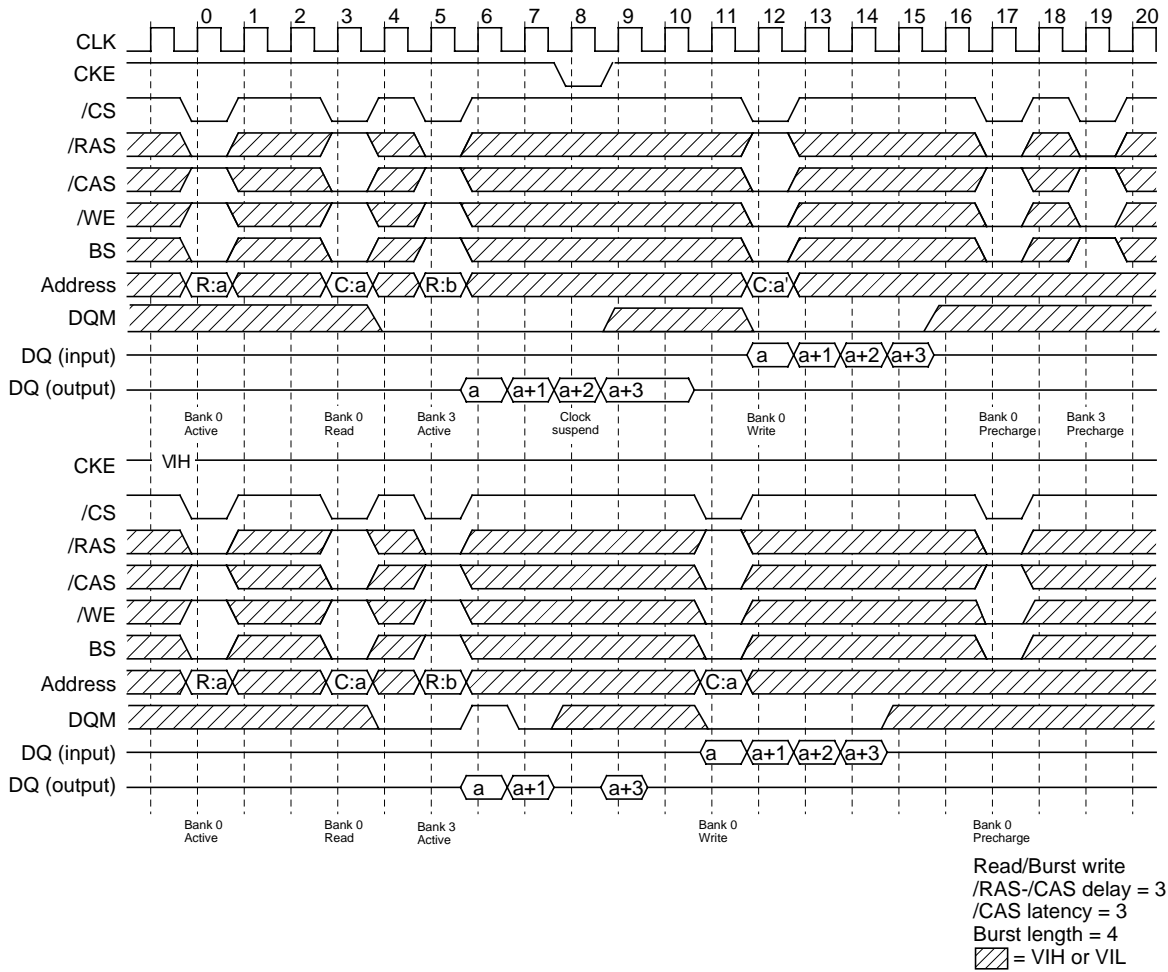 0 1 2 3 4 5 6 7 8 9 10 11 12 13 14 15 16 17 18 19 20
CLK
CKE
/CS
/RAS
/CAS
/WE
BS
Address R:a C:a R:b C:a'
DQM
DQ (input) a a+1 a+2 a+3
DQ (output) a a+1 a+2 a+3
Bank 0 Bank 0 Bank 3 Clock Bank 0 Bank 0 Bank 3
Active Read Active suspend Write Precharge Precharge
CKE VIH
/CS
/RAS
/CAS
/WE
BS
Address R:a C:a R:b C:a
DQM
DQ (input) a a+1 a+2 a+3
DQ (output) a a+1 a+3
Bank 0 Bank 0 Bank 3 Bank 0 Bank 0
Active Read Active Write Precharge
Read/Burst write
/RAS-/CAS delay = 3
/CAS latency = 3
Burst length = 4
= VIH or VIL